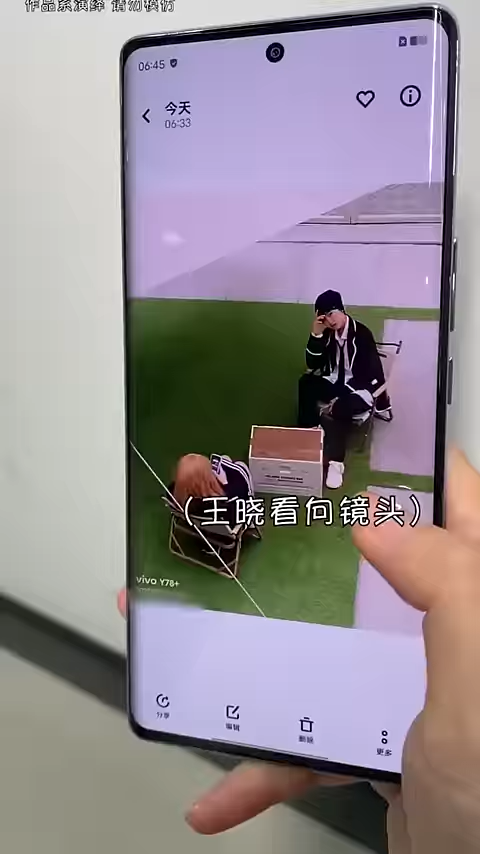 作品系演绎 请勿模仿
06:45
今天
06:33
(王晓看向镜头)
vivo Y78+
分享
编辑
删除
更多